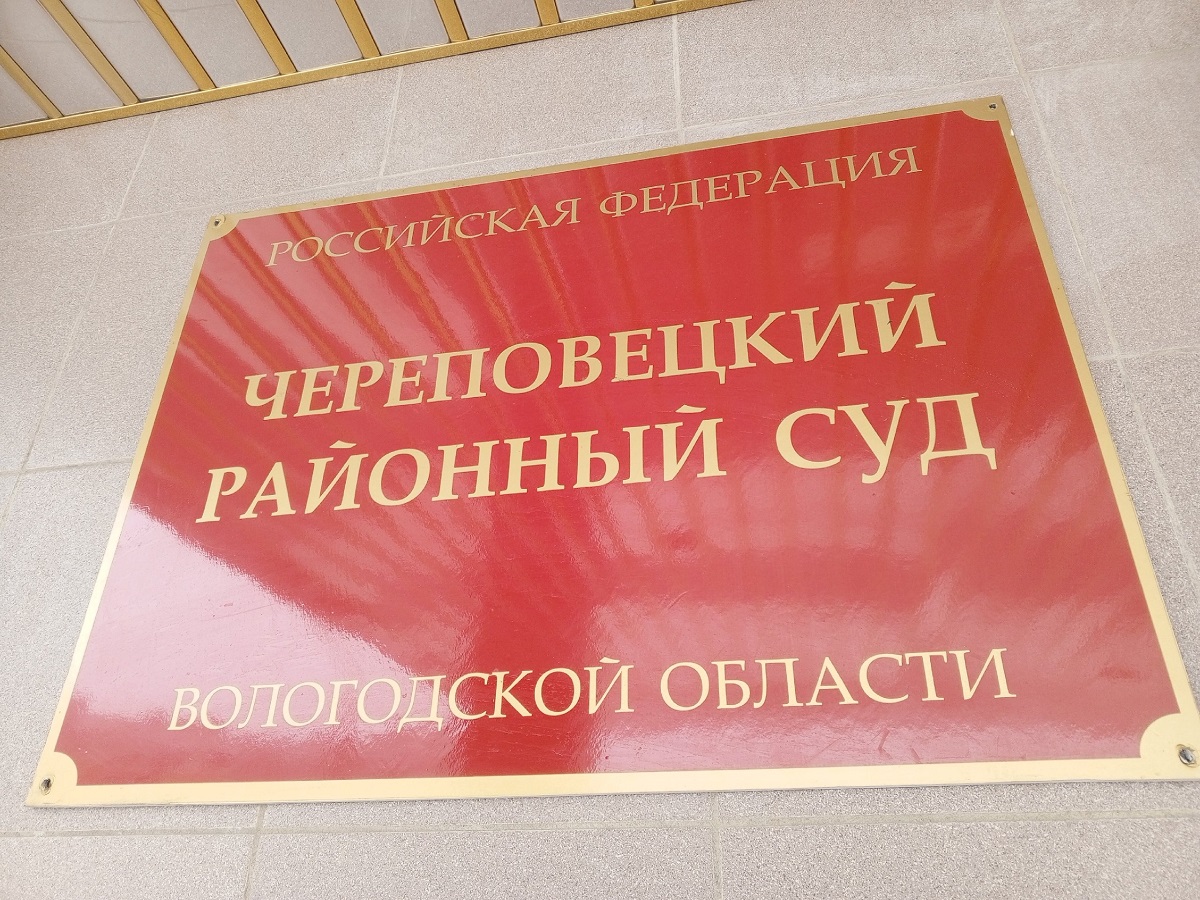 РОССИЙСКАЯ ФЕДЕРАЦИЯ
ЧЕРЕПОВЕЦКИЙ
РАЙОННЫЙ СУД
ВОЛОГОДСКОЙ ОБЛАСТИ